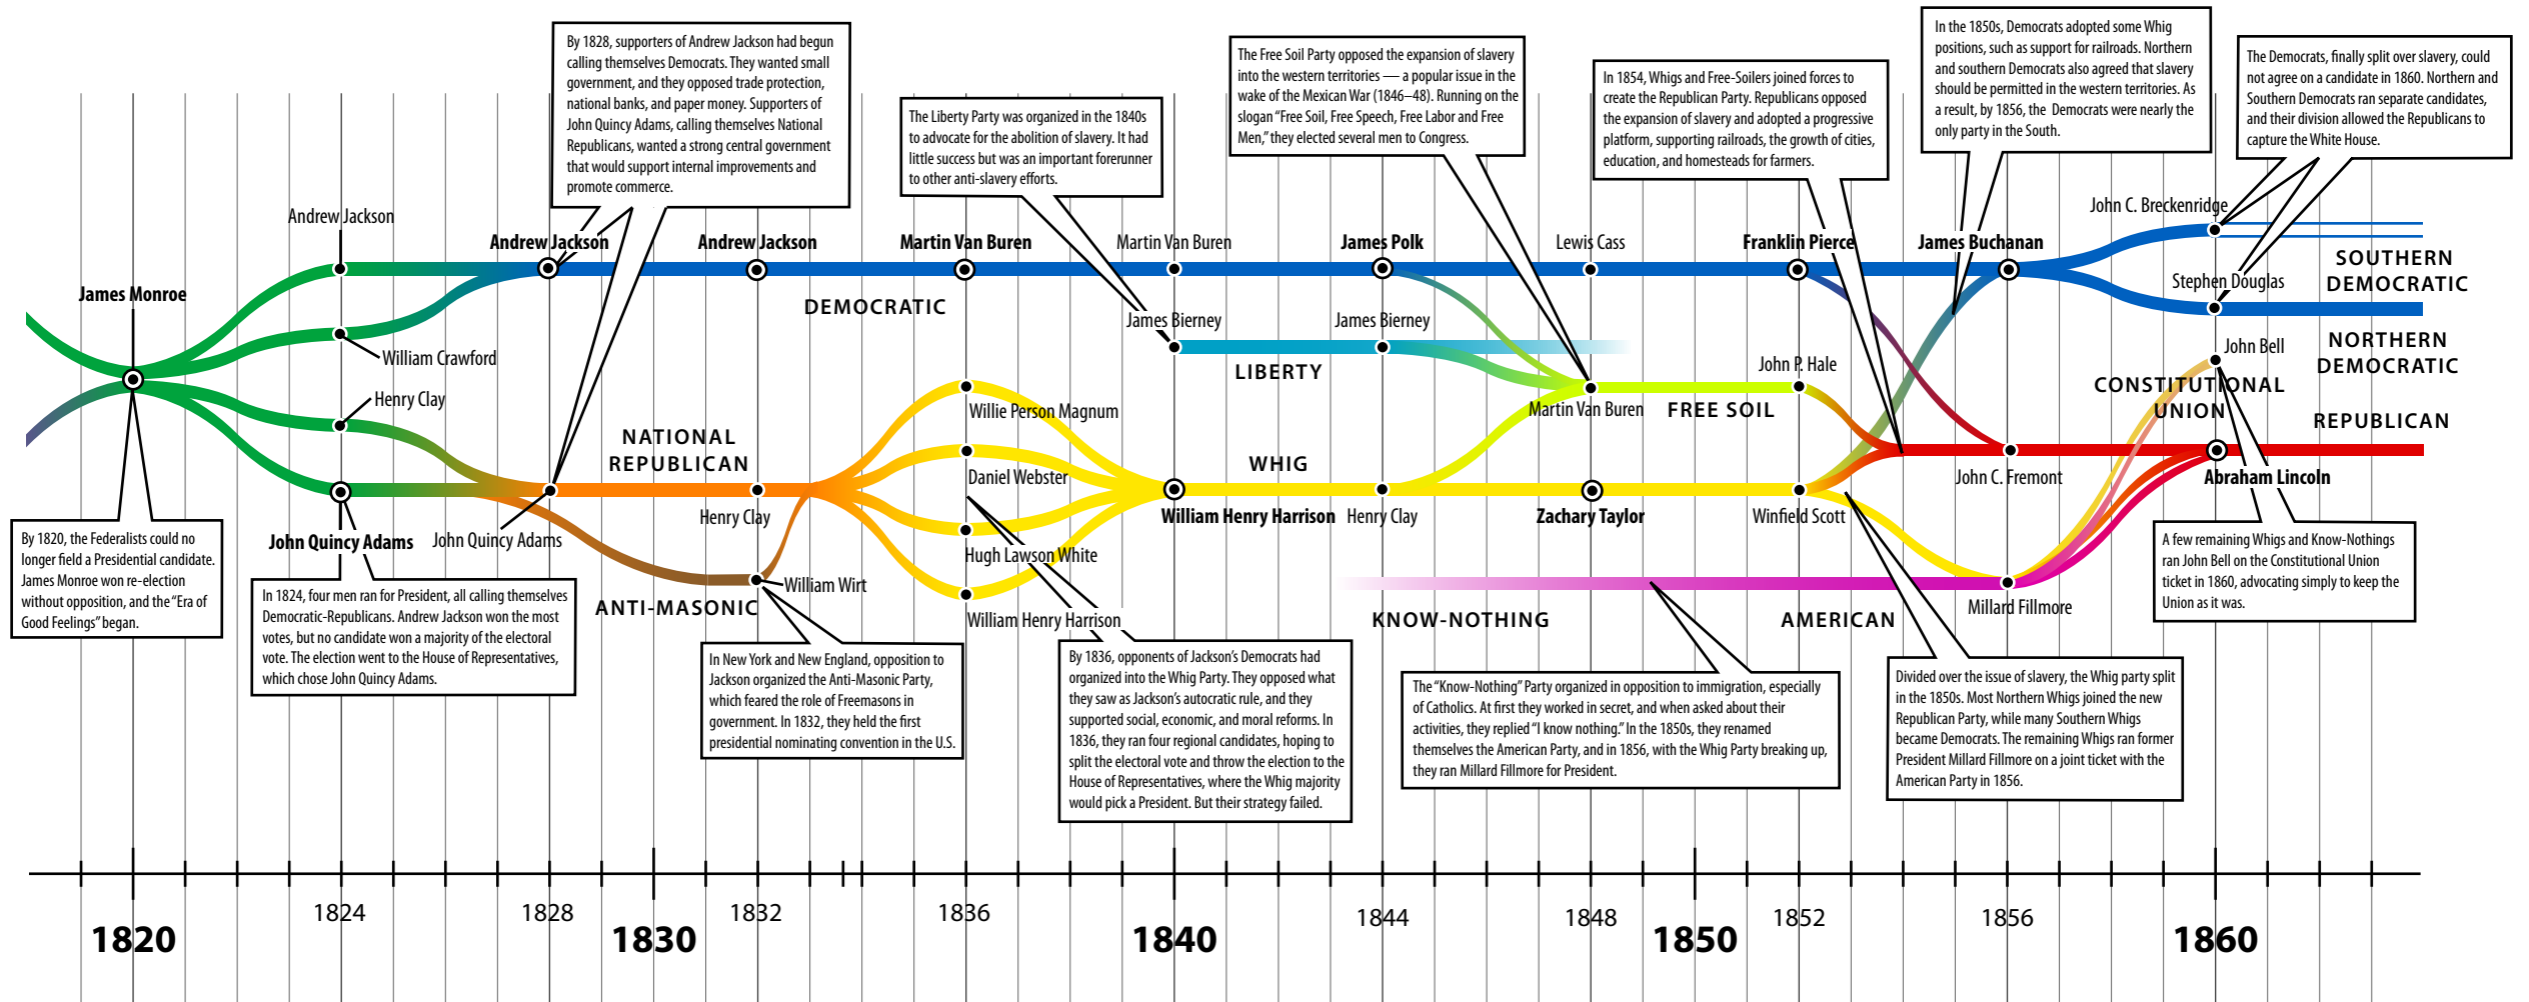 By 1828, supporters of Andrew Jackson had begun
calling themselves Democrats. They wanted small
government, and they opposed trade protection,
national banks, and paper money. Supporters of
John Quincy Adams, calling themselves National
Republicans, wanted a strong central government
that would support internal improvements and
promote commerce.
The Liberty Party was organized in the 1840s
to advocate for the abolition of slavery. It had
little success but was an important forerunner
to other anti-slavery efforts.
The Free Soil Party opposed the expansion of slavery
into the western territories — a popular issue in the
wake of the Mexican War (1846–48). Running on the
slogan “Free Soil, Free Speech, Free Labor and Free
Men,” they elected several men to Congress.
In 1854, Whigs and Free-Soilers joined forces to
create the Republican Party. Republicans opposed
the expansion of slavery and adopted a progressive
platform, supporting railroads, the growth of cities,
education, and homesteads for farmers.
In the 1850s, Democrats adopted some Whig
positions, such as support for railroads. Northern
and southern Democrats also agreed that slavery
should be permitted in the western territories. As
a result, by 1856, the Democrats were nearly the
only party in the South.
The Democrats, finally split over slavery, could
not agree on a candidate in 1860. Northern and
Southern Democrats ran separate candidates,
and their division allowed the Republicans to
capture the White House.
James Monroe
Andrew Jackson
William Crawford
Henry Clay
John Quincy Adams
Andrew Jackson
John Quincy Adams
Andrew Jackson
Henry Clay
William Wirt
Martin Van Buren
Willie Person Magnum
Daniel Webster
Hugh Lawson White
William Henry Harrison
Martin Van Buren
James Bierney
William Henry Harrison
James Polk
James Bierney
Henry Clay
Lewis Cass
Martin Van Buren
Zachary Taylor
Franklin Pierce
John P. Hale
Winfield Scott
James Buchanan
John C. Fremont
Millard Fillmore
John C. Breckenridge
Stephen Douglas
John Bell
Abraham Lincoln
DEMOCRATIC
NATIONAL
REPUBLICAN
ANTI-MASONIC
LIBERTY
WHIG
FREE SOIL
KNOW-NOTHING
AMERICAN
SOUTHERN
DEMOCRATIC
NORTHERN
DEMOCRATIC
CONSTITUTIONAL
UNION
REPUBLICAN
By 1820, the Federalists could no
longer field a Presidential candidate.
James Monroe won re-election
without opposition, and the “Era of
Good Feelings” began.
In 1824, four men ran for President, all calling themselves
Democratic-Republicans. Andrew Jackson won the most
votes, but no candidate won a majority of the electoral
vote. The election went to the House of Representatives,
which chose John Quincy Adams.
In New York and New England, opposition to
Jackson organized the Anti-Masonic Party,
which feared the role of Freemasons in
government. In 1832, they held the first
presidential nominating convention in the U.S.
By 1836, opponents of Jackson’s Democrats had
organized into the Whig Party. They opposed what
they saw as Jackson’s autocratic rule, and they
supported social, economic, and moral reforms. In
1836, they ran four regional candidates, hoping to
split the electoral vote and throw the election to the
House of Representatives, where the Whig majority
would pick a President. But their strategy failed.
The “Know-Nothing” Party organized in opposition to immigration, especially
of Catholics. At first they worked in secret, and when asked about their
activities, they replied “I know nothing.” In the 1850s, they renamed
themselves the American Party, and in 1856, with the Whig Party breaking up,
they ran Millard Fillmore for President.
Divided over the issue of slavery, the Whig party split
in the 1850s. Most Northern Whigs joined the new
Republican Party, while many Southern Whigs
became Democrats. The remaining Whigs ran former
President Millard Fillmore on a joint ticket with the
American Party in 1856.
A few remaining Whigs and Know-Nothings
ran John Bell on the Constitutional Union
ticket in 1860, advocating simply to keep the
Union as it was.
1820
1824
1828
1830
1832
1836
1840
1844
1848
1850
1852
1856
1860